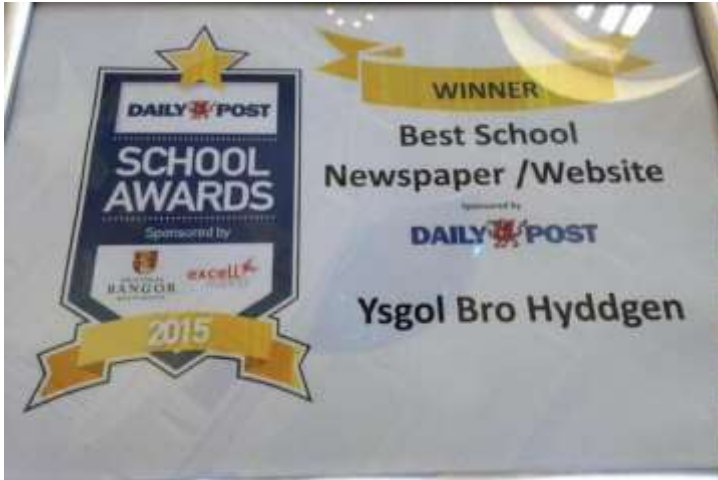 DAILY POST
SCHOOL
AWARDS
Sponsored by
BANGOR
excell
2015
WINNER
Best School
Newspaper /Website
Sponsored by
DAILY POST
Ysgol Bro Hyddgen